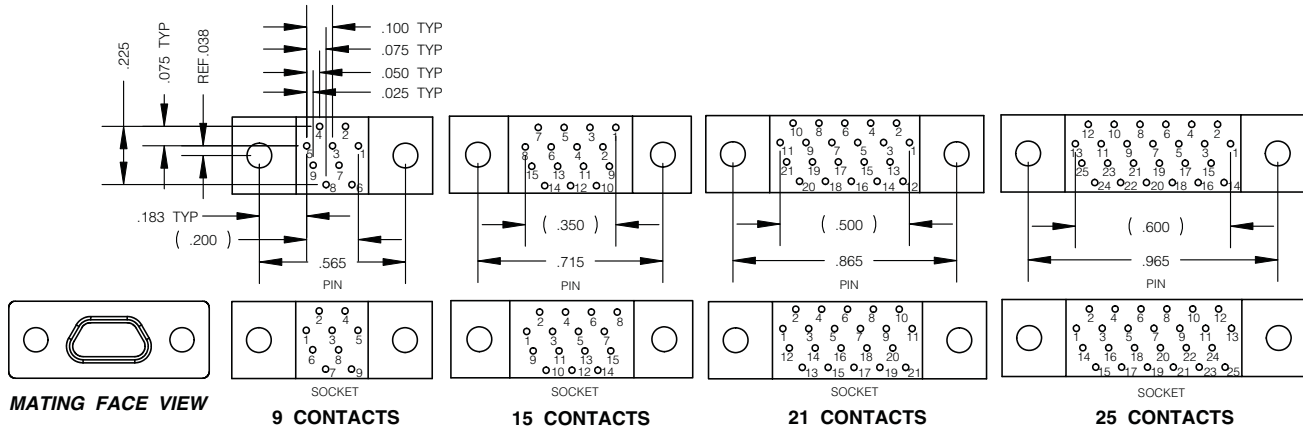 .225
.075 TYP
REF.038
.100 TYP
.075 TYP
.050 TYP
.025 TYP
4 2
5 3 1
9 7
8 6
.183 TYP
( .200 )
.565
PIN
7 5 3 1
8 6 4 2
15 13 11 9
14 12 10
( .350 )
.715
PIN
10 8 6 4 2
11 9 7 5 3 1
21 19 17 15 13
20 18 16 14 12
( .500 )
.865
PIN
12 10 8 6 4 2
13 11 9 7 5 3 1
25 23 21 19 17 15
24 22 20 18 16 14
( .600 )
.965
PIN
MATING FACE VIEW
2 4
1 3 5
6 8
7 9
SOCKET
9 CONTACTS
2 4 6 8
1 3 5 7
9 11 13 15
10 12 14
SOCKET
15 CONTACTS
2 4 6 8 10
1 3 5 7 9 11
12 14 16 18 20
13 15 17 19 21
SOCKET
21 CONTACTS
2 4 6 8 10 12
1 3 5 7 9 11 13
14 16 18 20 22 24
15 17 19 21 23 25
SOCKET
25 CONTACTS